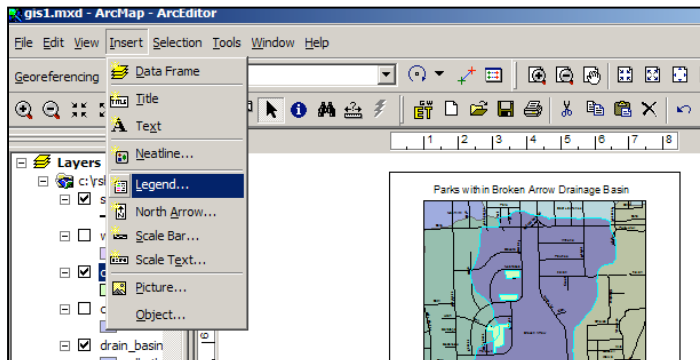 gis1.mxd - ArcMap - ArcEditor
File Edit View Insert Selection Tools Window Help
Georeferencing
Data Frame
Title
Text
Neatline...
Legend...
North Arrow...
Scale Bar...
Scale Text...
Picture...
Object...
Layers
drain_basin
1 2 3 4 5 6 7 8
Parks within Broken Arrow Drainage Basin